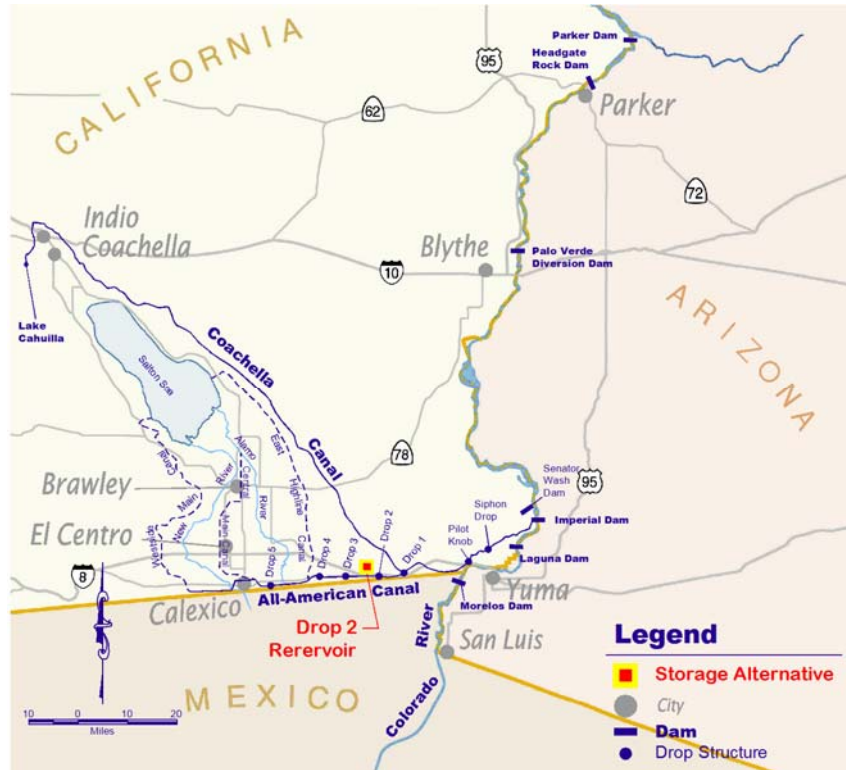 CALIFORNIA
Parker Dam
Headgate
Rock Dam
95
62
Parker
72
Indio
Coachella
Blythe
10
Palo Verde
Diversion Dam
ARIZONA
Lake
Cahuilla
Coachella
Canal
Salton Sea
78
95
East
Highline
Canal
Alamo
River
Central
Main Canal
New
River
Westside
Main
Canal
Brawley
El Centro
Senator
Wash
Dam
Siphon
Drop
Pilot
Knob
Imperial Dam
Laguna Dam
Drop 5
Drop 4
Drop 3
Drop 2
Drop 1
8
Calexico
All-American Canal
Yuma
Morelos Dam
Drop 2
Rerervoir
San Luis
Colorado
River
MEXICO
10 0 10 20
Miles
Legend
Storage Alternative
City
Dam
Drop Structure